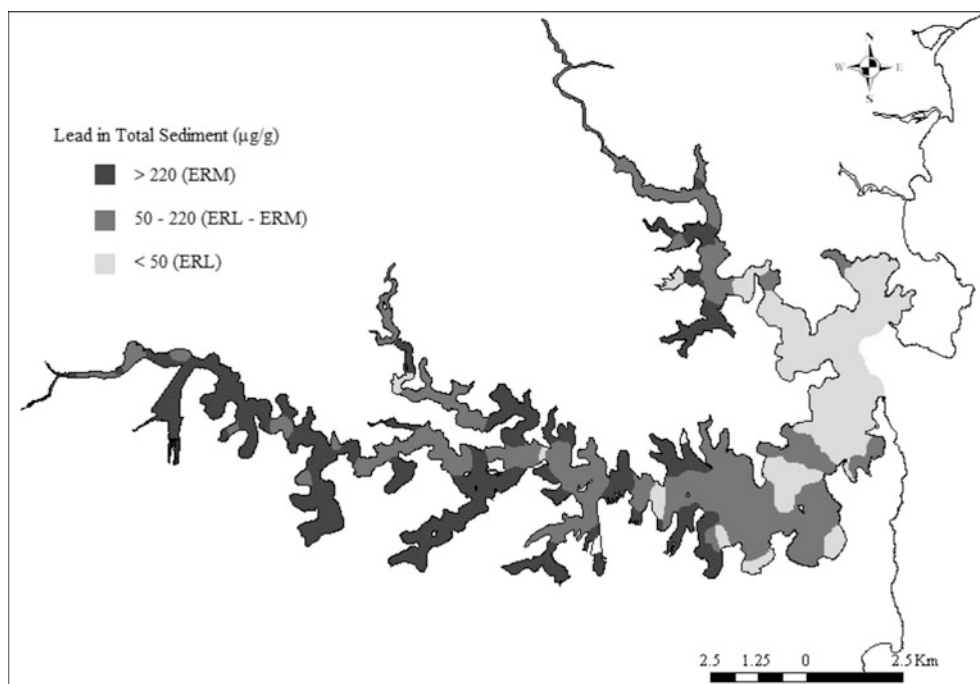 N
W E
S
Lead in Total Sediment (µg/g)
> 220 (ERM)
50 - 220 (ERL - ERM)
< 50 (ERL)
2.5 1.25 0 2.5 Km